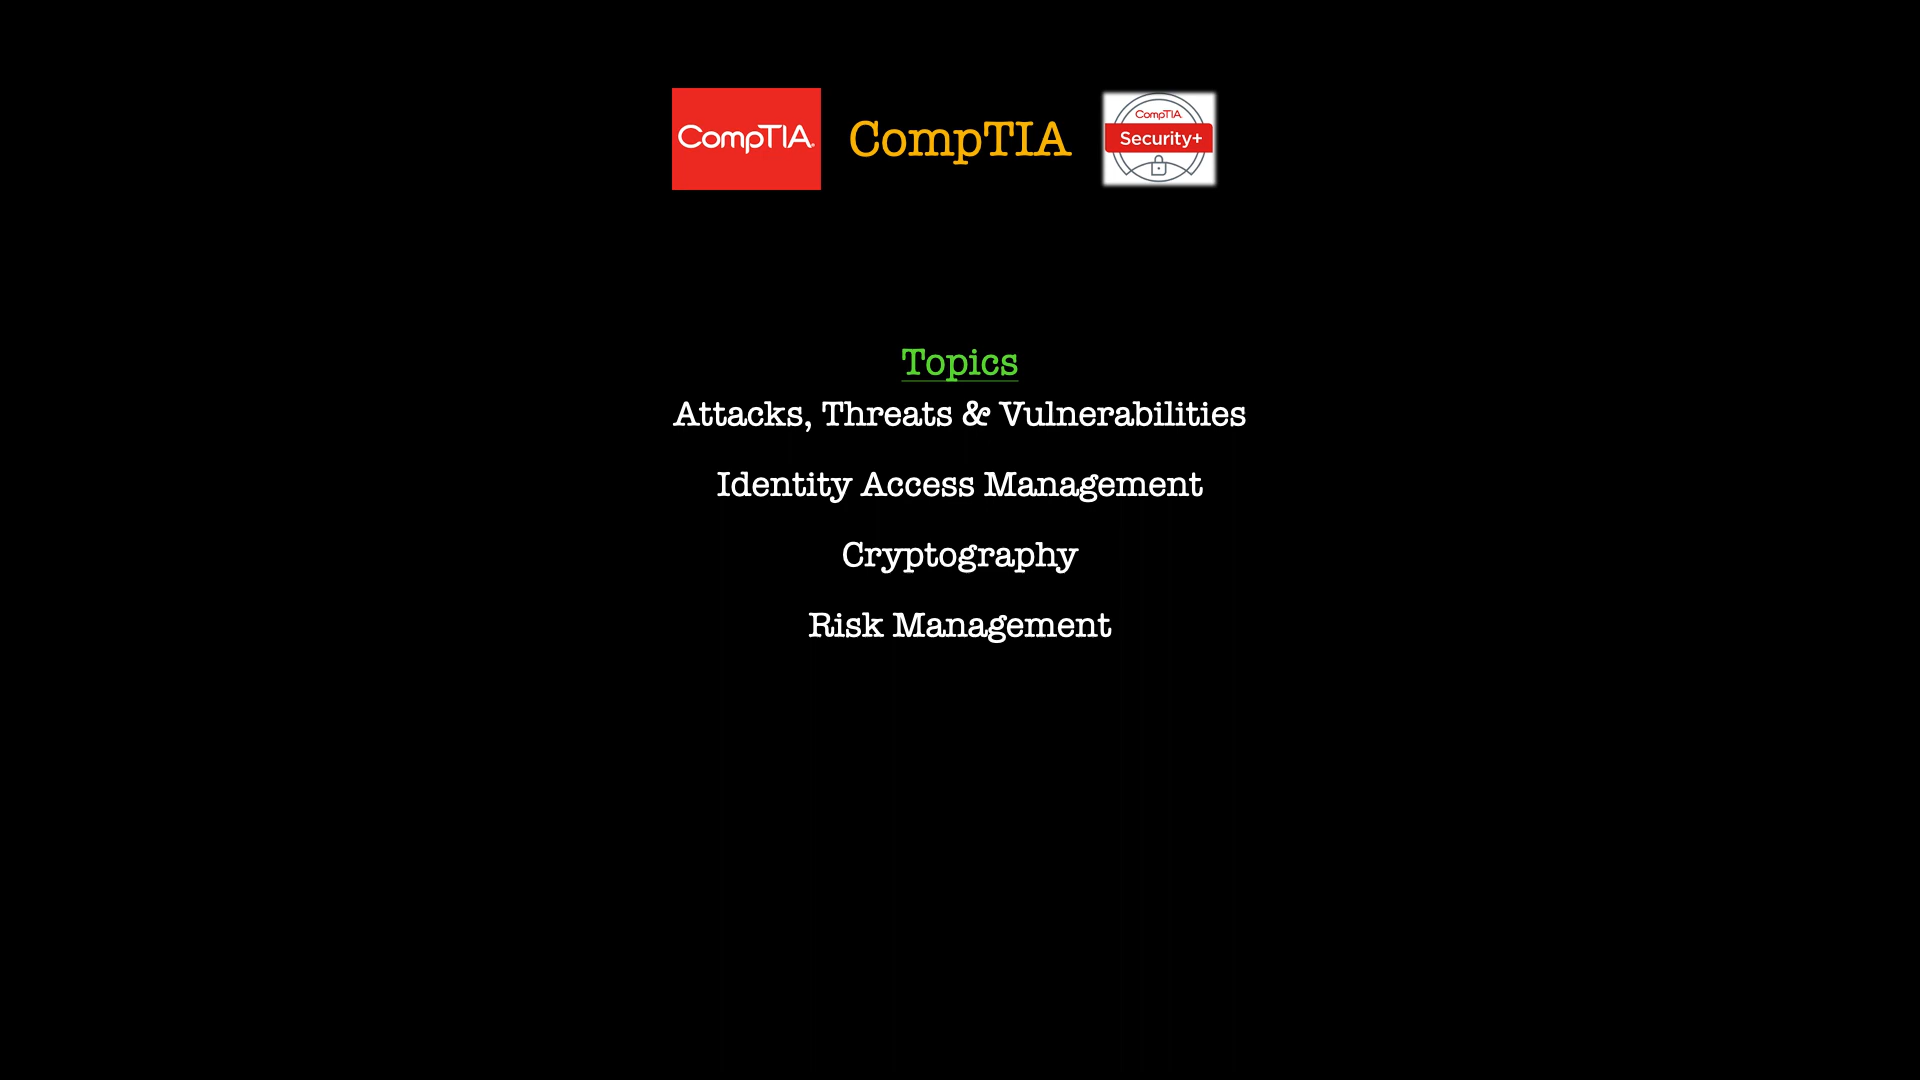 CompTIA. CompTIA CompTIA.
Security+
Topics
Attacks, Threats & Vulnerabilities
Identity Access Management
Cryptography
Risk Management